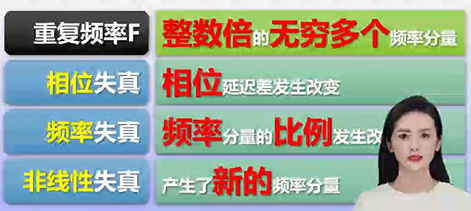 重复频率F
整数倍的无穷多个频率分量
相位失真
相位延迟差发生改变
频率失真
频率分量的比例发生改
非线性失真
产生了新的频率分量